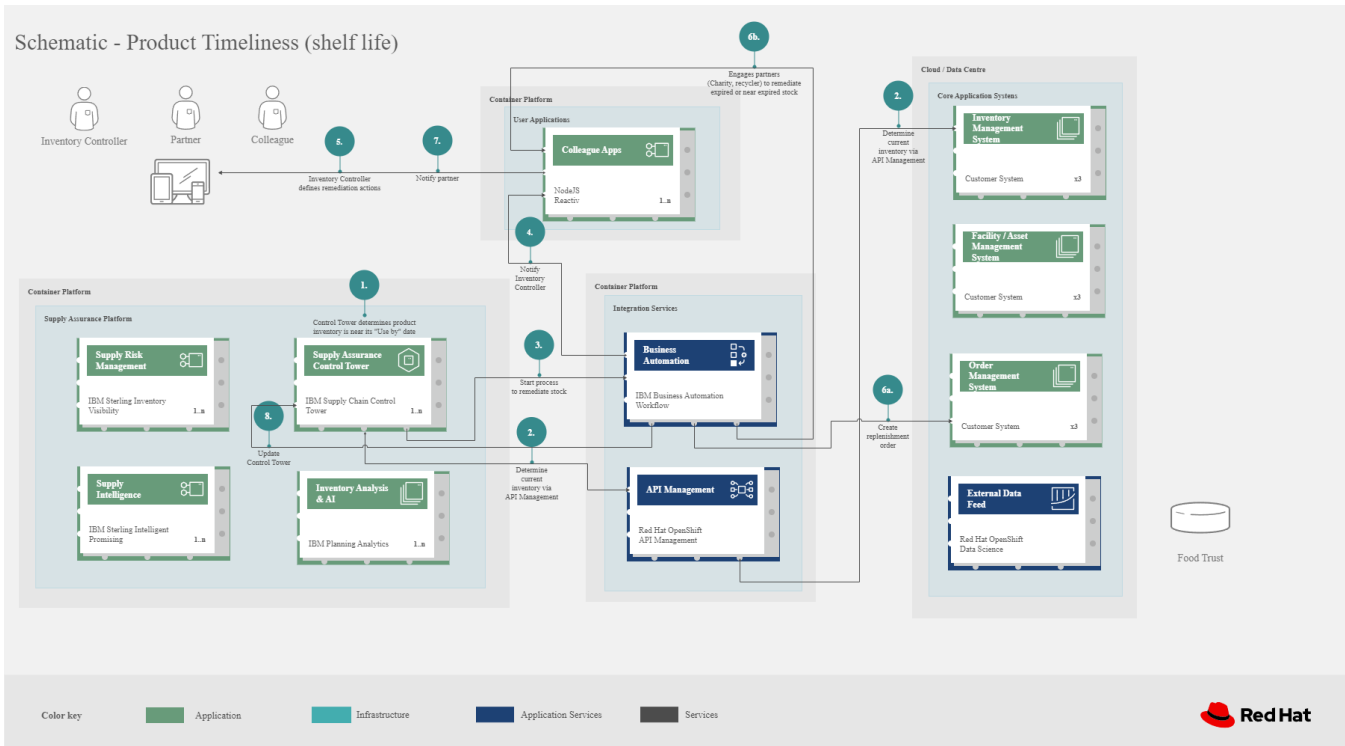 Schematic - Product Timeliness (shelf life)
6b.
Engages partners
(Charity, recycler) to remediate
expired or near expired stock
Inventory Controller
Partner
Colleague
5.
Inventory Controller
defines remediation actions
7.
Notify partner
Container Platform
User Applications
Colleague Apps
NodeJS
Reactiv
1..n
4.
Notify
Inventory
Controller
Cloud / Data Centre
Core Application Systems
2.
Determine
current
inventory via
API Management
Inventory
Management
System
Customer System
x3
Facility / Asset
Management
System
Customer System
x3
Order
Management
System
Customer System
x3
6a.
Create
replenishment
order
External Data
Feed
Red Hat OpenShift
Data Science
Food Trust
Container Platform
Supply Assurance Platform
1.
Control Tower determines product
inventory is near its "Use by" date
Supply Risk
Management
IBM Sterling Inventory
Visibility
1..n
Supply Assurance
Control Tower
IBM Supply Chain Control
Tower
1..n
8.
Update
Control Tower
Supply
Intelligence
IBM Sterling Intelligent
Promising
1..n
Inventory Analysis
& AI
IBM Planning Analytics
1..n
3.
Start process
to remediate stock
2.
Determine
current
inventory via
API Management
Container Platform
Integration Services
Business
Automation
IBM Business Automation
Workflow
API Management
Red Hat OpenShift
API Management
Color key
Application
Infrastructure
Application Services
Services
Red Hat